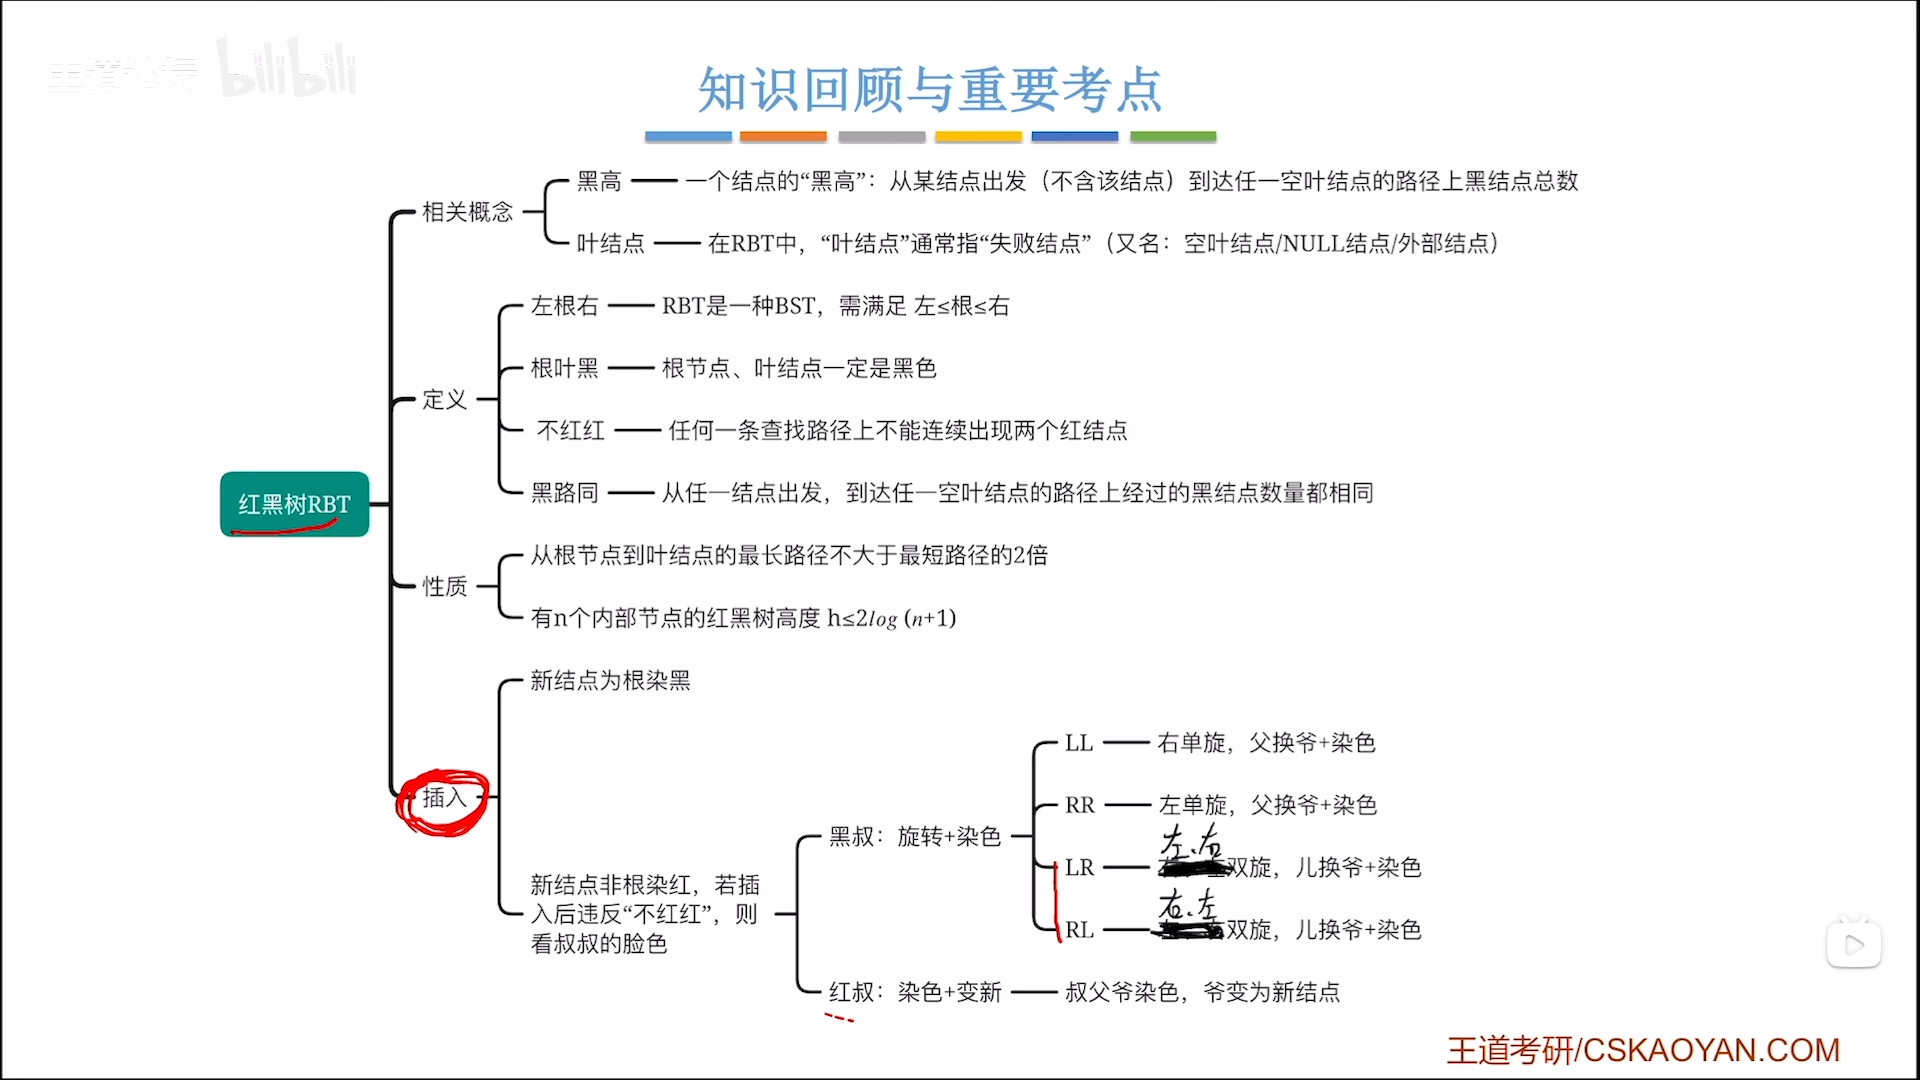 王道论坛 bilibili
知识回顾与重要考点
黑高
一个结点的“黑高”：从某结点出发（不含该结点）到达任一空叶结点的路径上黑结点总数
相关概念
叶结点
在RBT中，“叶结点”通常指“失败结点”（又名：空叶结点/NULL结点/外部结点）
左根右
RBT是一种BST，需满足 左≤根≤右
根叶黑
根节点、叶结点一定是黑色
定义
不红红
任何一条查找路径上不能连续出现两个红结点
黑路同
从任一结点出发，到达任一空叶结点的路径上经过的黑结点数量都相同
红黑树RBT
从根节点到叶结点的最长路径不大于最短路径的2倍
性质
有n个内部节点的红黑树高度 h≤2log (n+1)
新结点为根染黑
插入
新结点非根染红，若插
入后违反“不红红”，则
看叔叔的脸色
黑叔：旋转+染色
LL
右单旋，父换爷+染色
RR
左单旋，父换爷+染色
左、右
LR
双旋，儿换爷+染色
右、左
RL
双旋，儿换爷+染色
红叔：染色+变新
叔父爷染色，爷变为新结点
王道考研/CSKAOYAN.COM